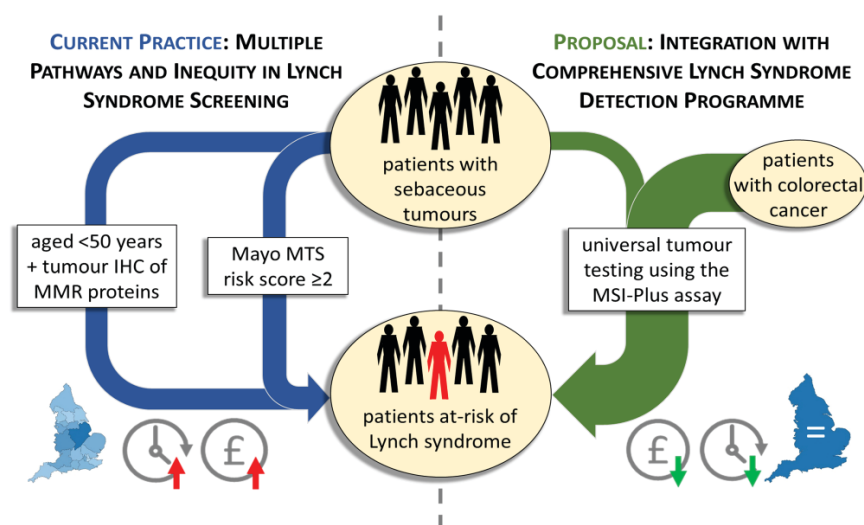 CURRENT PRACTICE: MULTIPLE
PATHWAYS AND INEQUITY IN LYNCH
SYNDROME SCREENING
PROPOSAL: INTEGRATION WITH
COMPREHENSIVE LYNCH SYNDROME
DETECTION PROGRAMME
patients with
sebaceous
tumours
patients
with colorectal
cancer
aged <50 years
+ tumour IHC of
MMR proteins
Mayo MTS
risk score ≥2
universal tumour
testing using the
MSI-Plus assay
patients at-risk of
Lynch syndrome
£
£
=